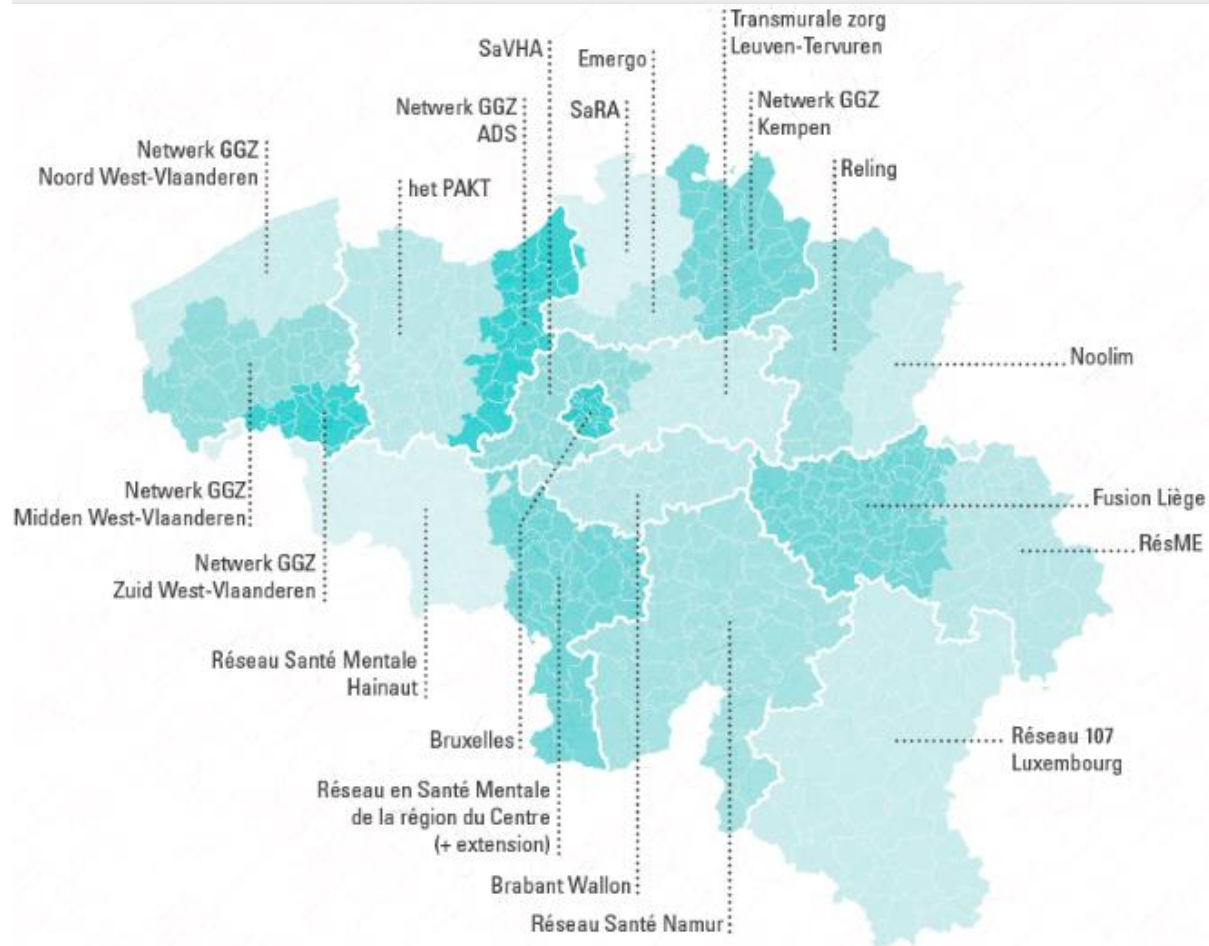 Transmurale zorg
Leuven-Tervuren
SaVHA
Emergo
Netwerk GGZ
ADS
SaRA
Netwerk GGZ
Kempen
Netwerk GGZ
Noord West-Vlaanderen
het PAKT
Reling
Noolim
Netwerk GGZ
Midden West-Vlaanderen
Fusion Liège
RésME
Netwerk GGZ
Zuid West-Vlaanderen
Réseau Santé Mentale
Hainaut
Bruxelles
Réseau 107
Luxembourg
Réseau en Santé Mentale
de la région du Centre
(+ extension)
Brabant Wallon
Réseau Santé Namur